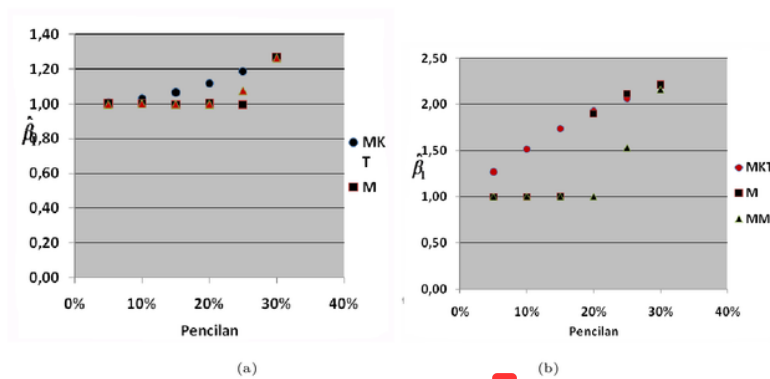 1,40
1,20
1,00
0,80
0,60
0,40
0,20
0,00
β̂
0% 10% 20% 30% 40%
Pencilan
MK
T
M
(a)
2,50
2,00
1,50
1,00
0,50
0,00
β̂₁
0% 10% 20% 30% 40%
Pencilan
MKT
M
MM
(b)